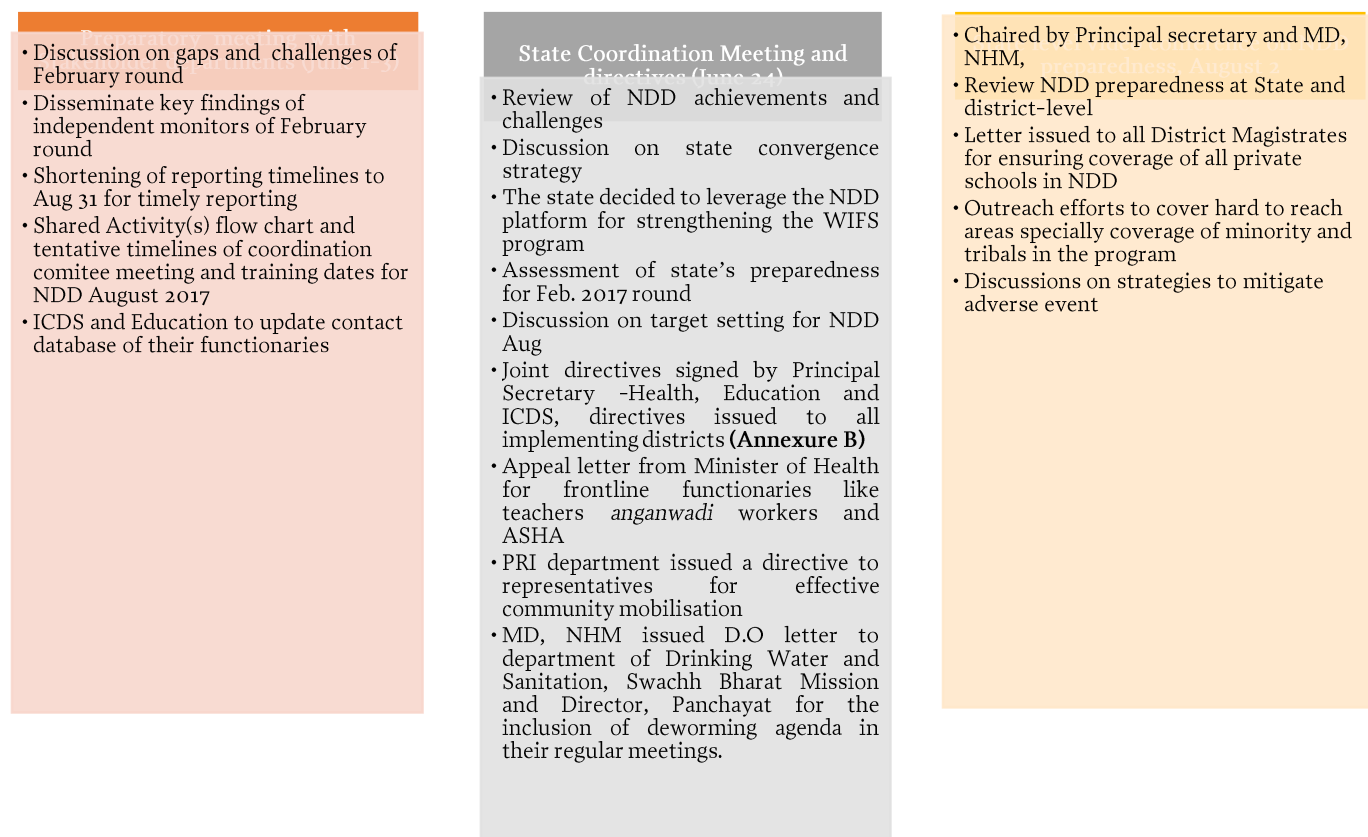 Preparatory meeting with
• Discussion on gaps and challenges of
February round
• Disseminate key findings of
independent monitors of February
round
• Shortening of reporting timelines to
Aug 31 for timely reporting
• Shared Activity(s) flow chart and
tentative timelines of coordination
comitee meeting and training dates for
NDD August 2017
• ICDS and Education to update contact
database of their functionaries
State Coordination Meeting and
directives (June 24)
• Review of NDD achievements and
challenges
• Discussion on state convergence
strategy
• The state decided to leverage the NDD
platform for strengthening the WIFS
program
• Assessment of state's preparedness
for Feb. 2017 round
• Discussion on target setting for NDD
Aug
• Joint directives signed by Principal
Secretary -Health, Education and
ICDS, directives issued to all
implementing districts (Annexure B)
• Appeal letter from Minister of Health
for frontline functionaries like
teachers anganwadi workers and
ASHA
• PRI department issued a directive to
representatives for effective
community mobilisation
• MD, NHM issued D.O letter to
department of Drinking Water and
Sanitation, Swachh Bharat Mission
and Director, Panchayat for the
inclusion of deworming agenda in
their regular meetings.
preparedness, August 2
• Chaired by Principal secretary and MD,
NHM,
• Review NDD preparedness at State and
district-level
• Letter issued to all District Magistrates
for ensuring coverage of all private
schools in NDD
• Outreach efforts to cover hard to reach
areas specially coverage of minority and
tribals in the program
• Discussions on strategies to mitigate
adverse event